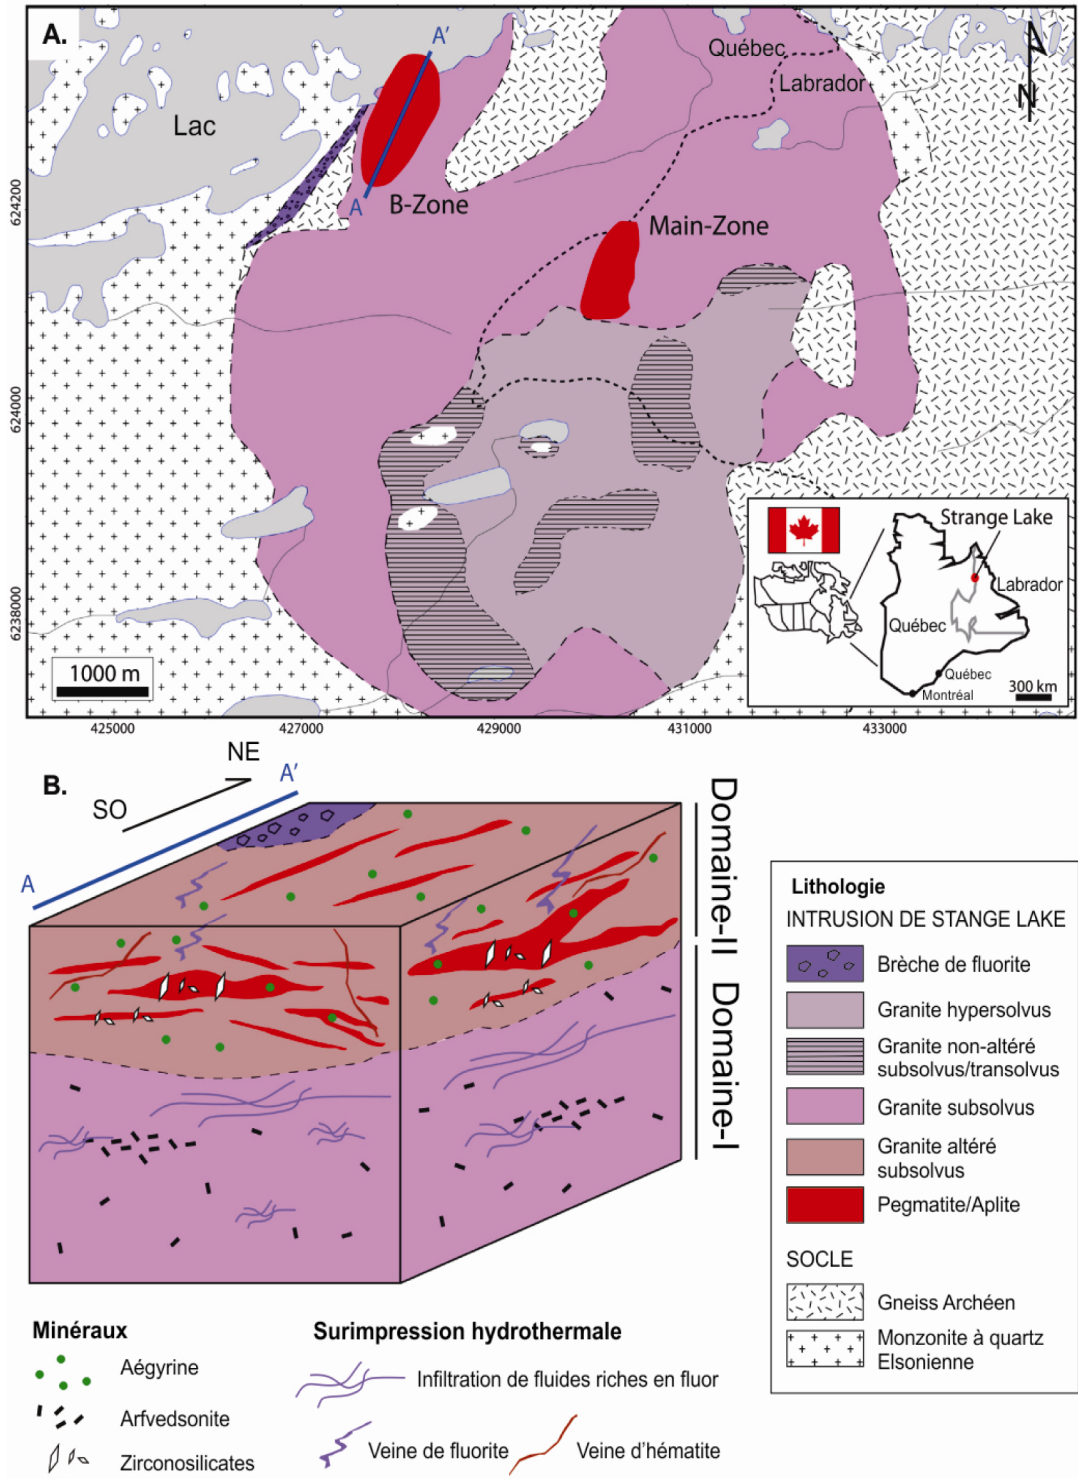 A.
A'
Québec
Labrador
N
Lac
A
B-Zone
Main-Zone
624200
624000
6238000
Strange Lake
Labrador
Québec
Québec
Montréal
300 km
1000 m
425000
427000
429000
431000
433000
B.
NE
SO
A'
A
Domaine-II
Domaine-I
Lithologie
INTRUSION DE STANGE LAKE
Brèche de fluorite
Granite hypersolvus
Granite non-altéré
subsolvus/transolvus
Granite subsolvus
Granite altéré
subsolvus
Pegmatite/Aplite
SOCLE
Gneiss Archéen
Monzonite à quartz
Elsonienne
Minéraux
Aégyrine
Arfvedsonite
Zirconosilicates
Surimpression hydrothermale
Infiltration de fluides riches en fluor
Veine de fluorite
Veine d'hématite